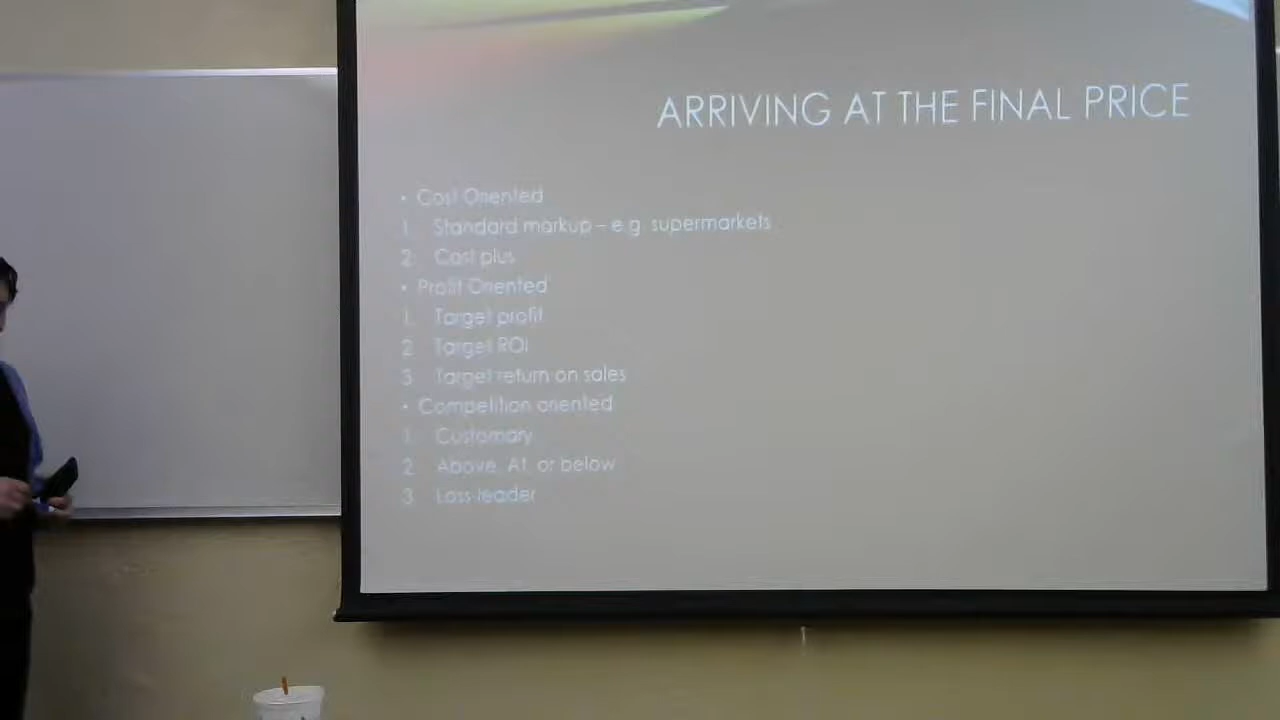 ARRIVING AT THE FINAL PRICE
• Cost Oriented
1. Standard markup – e.g. supermarkets
2. Cost plus
• Profit Oriented
1. Target profit
2. Target ROI
3. Target return on sales
• Competition oriented
1. Customary
2. Above, At, or below
3. Loss-leader